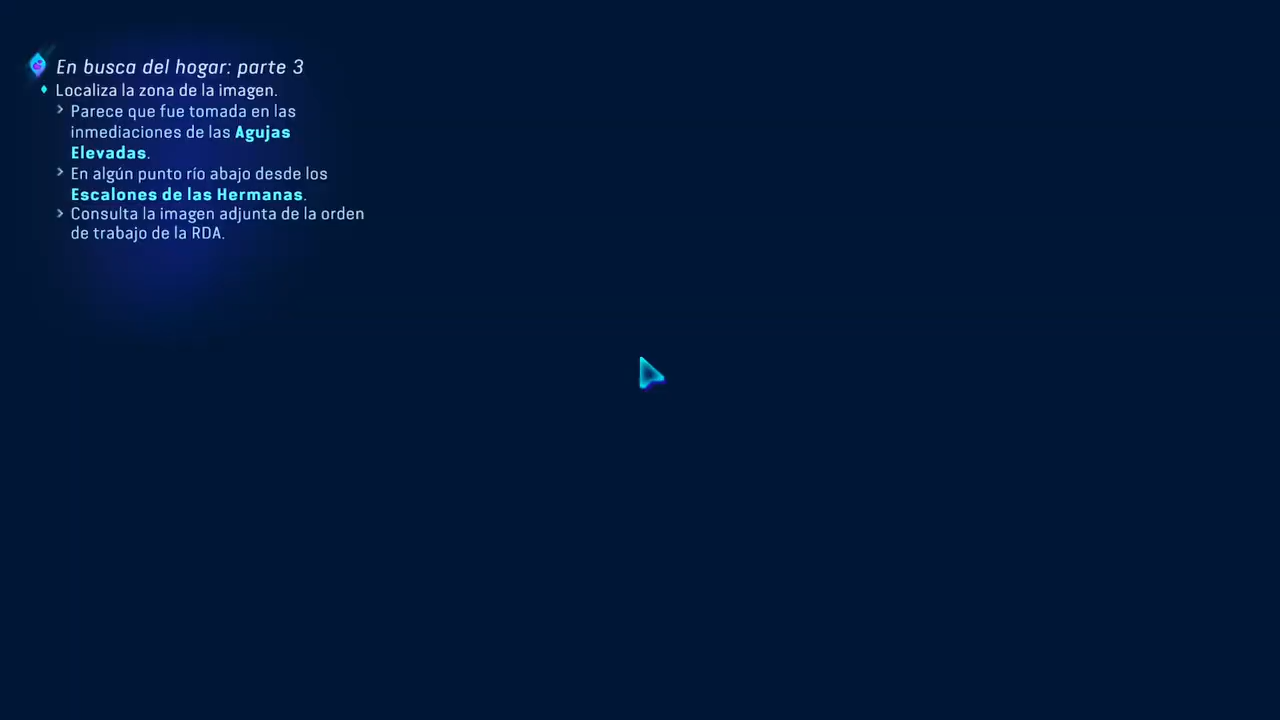 En busca del hogar: parte 3
Localiza la zona de la imagen.
Parece que fue tomada en las
inmediaciones de las Agujas
Elevadas.
En algún punto río abajo desde los
Escalones de las Hermanas.
Consulta la imagen adjunta de la orden
de trabajo de la RDA.